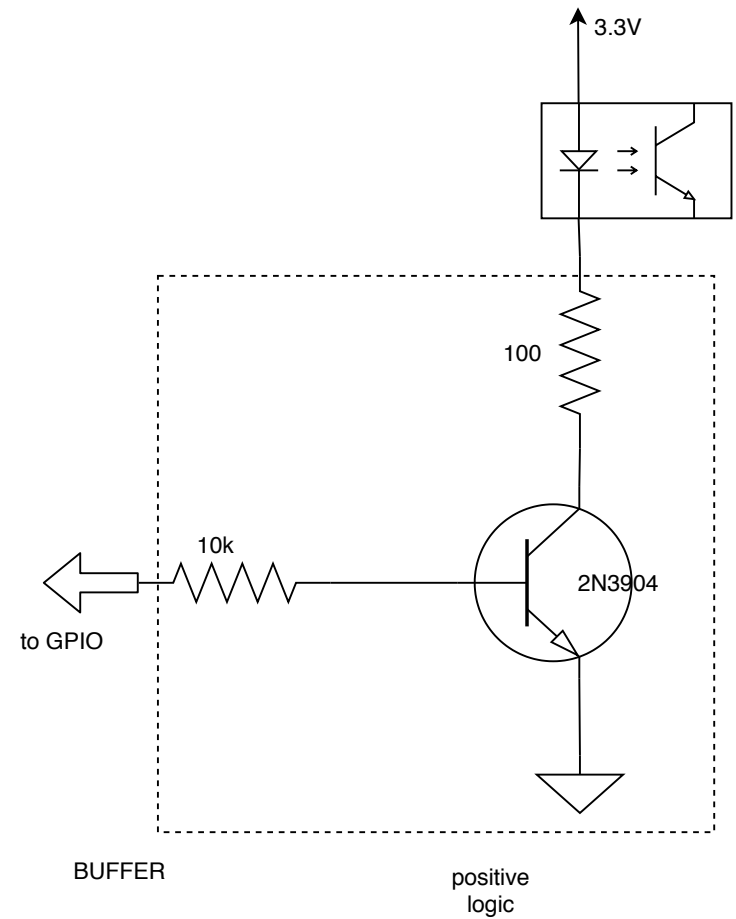 3.3V
100
10k
2N3904
to GPIO
BUFFER
positive
logic